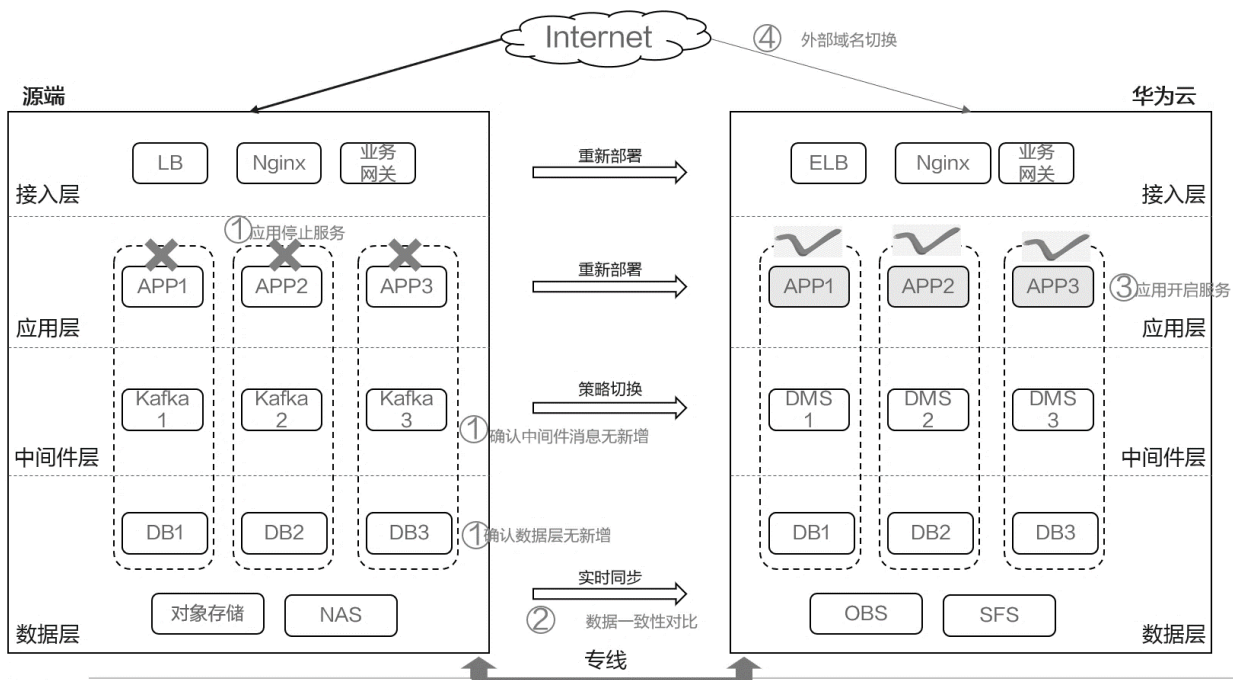 Internet
④ 外部域名切换
源端
华为云
LB
Nginx
业务
网关
接入层
重新部署
ELB
Nginx
业务
网关
接入层
①应用停止服务
APP1
APP2
APP3
应用层
重新部署
APP1
APP2
APP3
③应用开启服务
应用层
Kafka
1
Kafka
2
Kafka
3
①确认中间件消息无新增
中间件层
策略切换
DMS
1
DMS
2
DMS
3
中间件层
DB1
DB2
DB3
①确认数据层无新增
DB1
DB2
DB3
对象存储
NAS
数据层
实时同步
② 数据一致性对比
OBS
SFS
数据层
专线